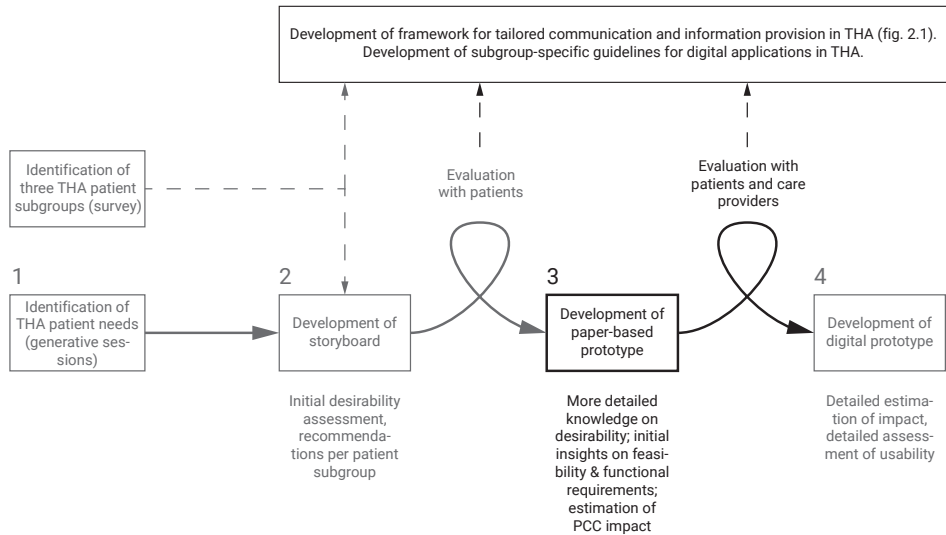 Development of framework for tailored communication and information provision in THA (fig. 2.1).
Development of subgroup-specific guidelines for digital applications in THA.
Identification of
three THA patient
subgroups (survey)
Evaluation
with patients
Evaluation with
patients and care
providers
1
Identification of
THA patient needs
(generative ses-
sions)
2
Development of
storyboard
Initial desirability
assessment,
recommenda-
tions per patient
subgroup
3
Development of
paper-based
prototype
More detailed
knowledge on
desirability; initial
insights on feasi-
bility & functional
requirements;
estimation of
PCC impact
4
Development of
digital prototype
Detailed estima-
tion of impact,
detailed assess-
ment of usability